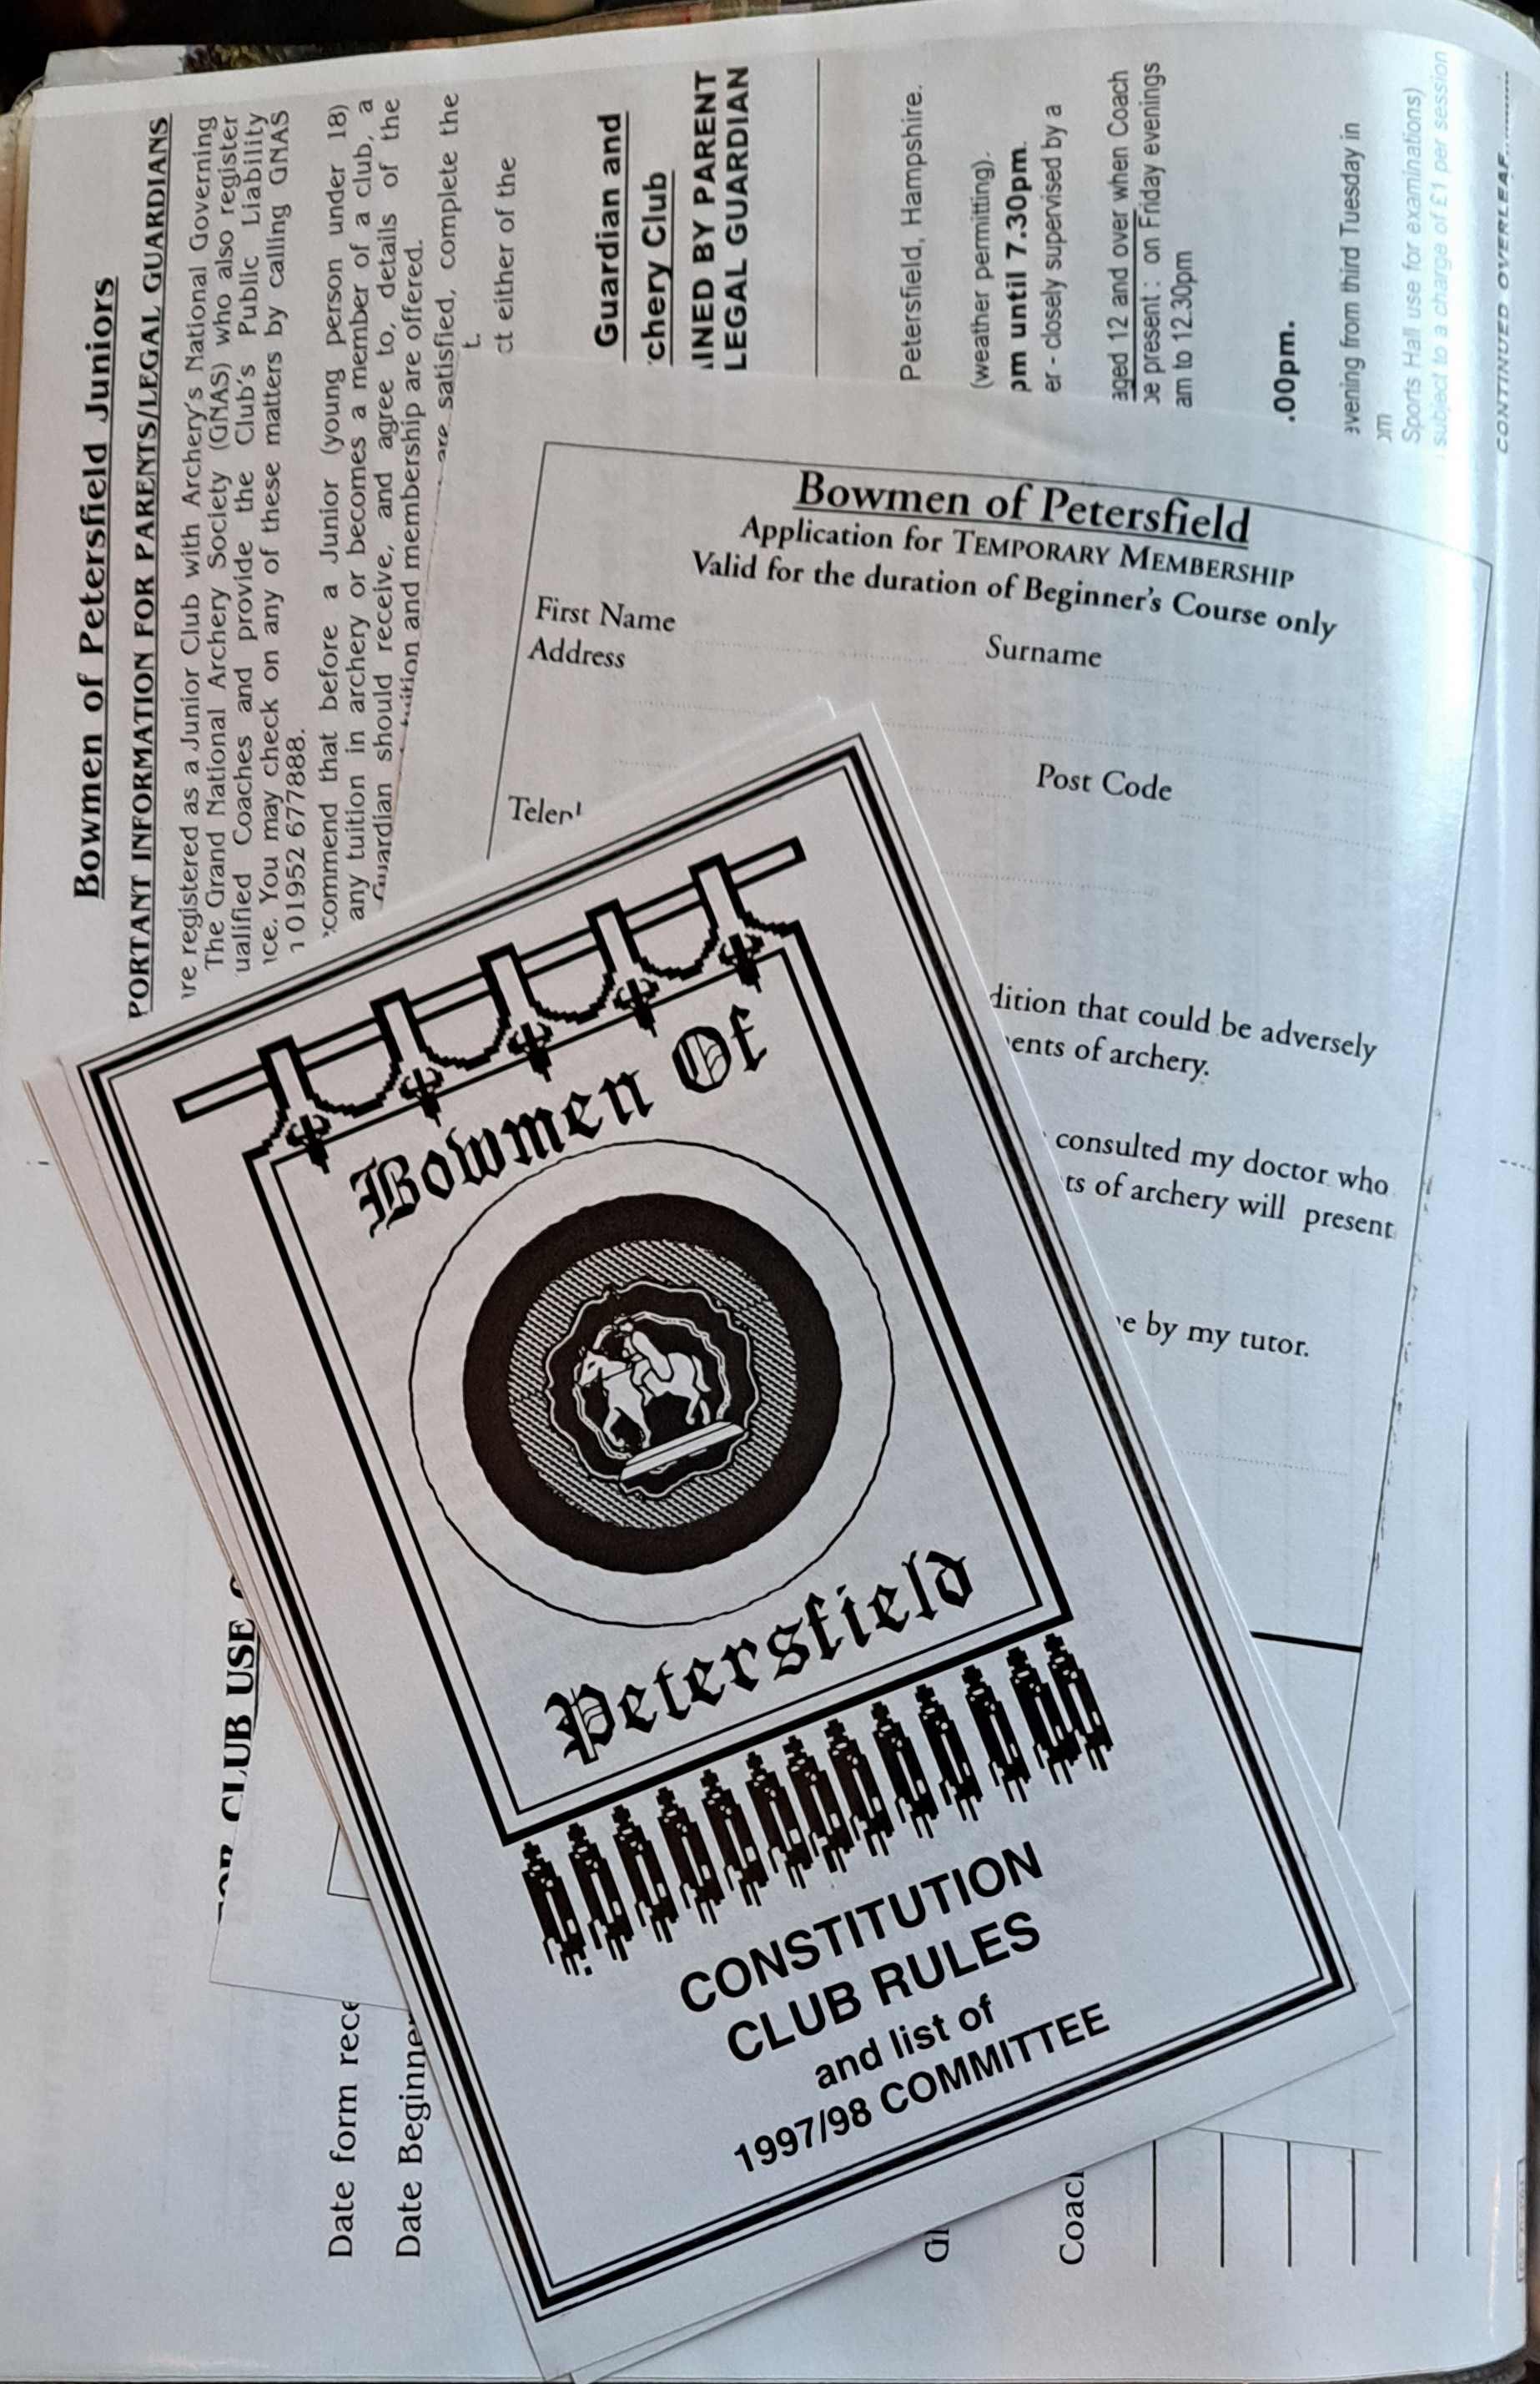 Bowmen of Petersfield Juniors
PORTANT INFORMATION FOR PARENTS/LEGAL GUARDIANS
re registered as a Junior Club with Archery's National Governing
The Grand National Archery Society (GNAS) who also register
ualified Coaches and provide the Club's Public Liability
ce. You may check on any of these matters by calling GNAS
01952 677888.
commend that before a Junior (young person under 18)
any tuition in archery or becomes a member of a club, a
Guardian should receive, and agree to, details of the
tuition and membership are offered.
are satisfied, complete the
t.
ct either of the
Guardian and
chery Club
INED BY PARENT
LEGAL GUARDIAN
Petersfield, Hampshire.
(weather permitting).
pm until 7.30pm.
er - closely supervised by a
aged 12 and over when Coach
be present : on Friday evenings
am to 12.30pm
.00pm.
evening from third Tuesday in
pm
Sports Hall use for examinations)
subject to a charge of £1 per session
CONTINUED OVERLEAF..........
FOR CLUB USE
Date form rece
Date Beginner
Gr
Coac
Bowmen of Petersfield
Application for TEMPORARY MEMBERSHIP
Valid for the duration of Beginner's Course only
First Name
Surname
Address
Post Code
Telep
dition that could be adversely
ents of archery.
consulted my doctor who
ts of archery will present
e by my tutor.
Bowmen Of
Petersfield
CONSTITUTION
CLUB RULES
and list of
1997/98 COMMITTEE